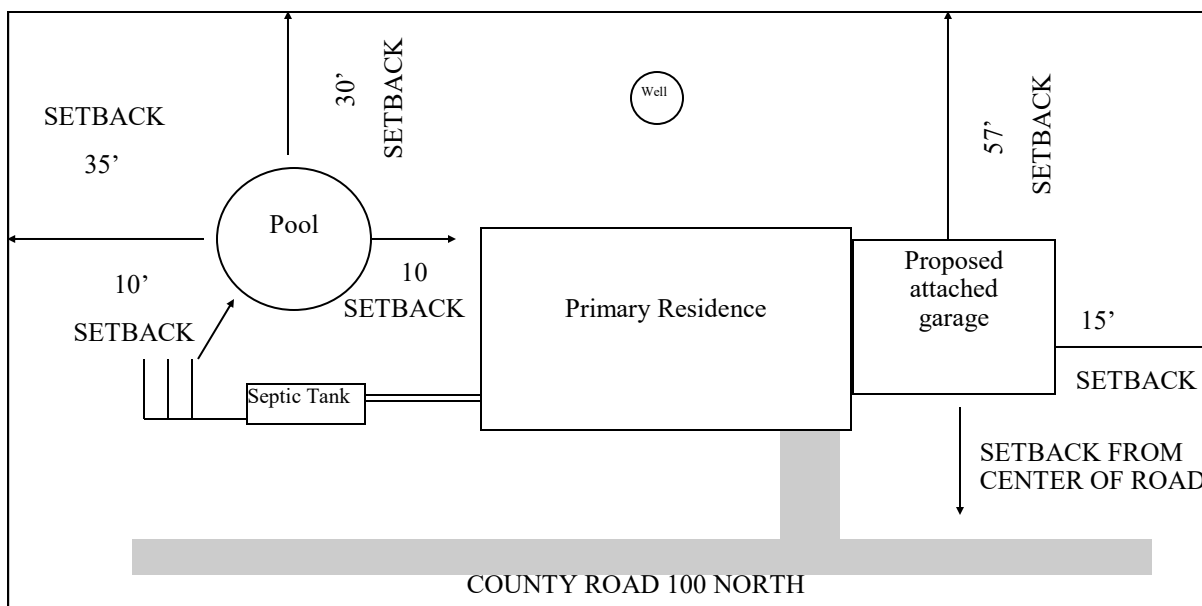 SETBACK
35’
30’
SETBACK
Well
57’
SETBACK
Pool
10’
SETBACK
10
SETBACK
Primary Residence
Proposed
attached
garage
15’
SETBACK
Septic Tank
SETBACK FROM
CENTER OF ROAD
COUNTY ROAD 100 NORTH